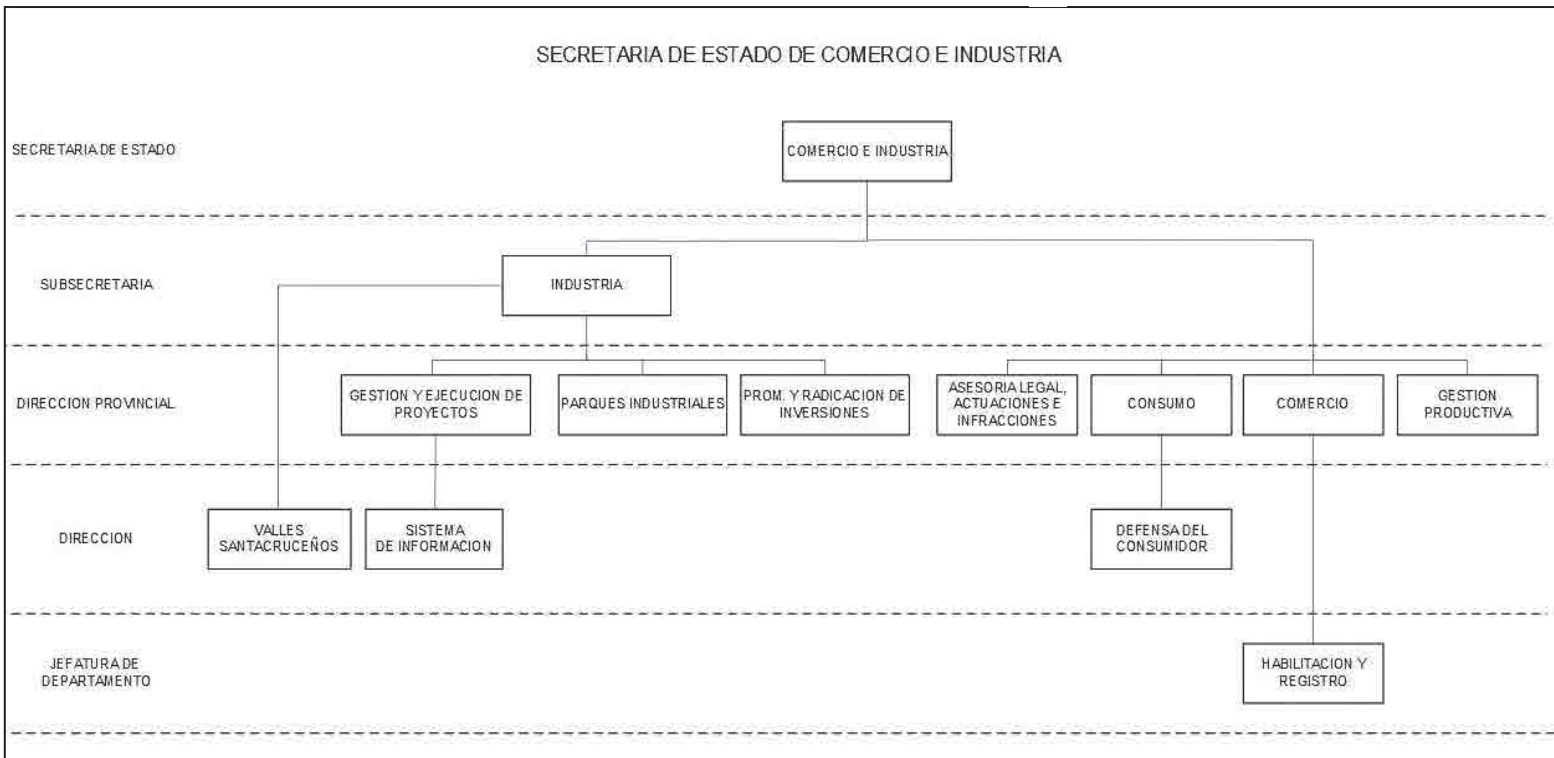 SECRETARIA DE ESTADO DE COMERCIO E INDUSTRIA
SECRETARIA DE ESTADO
COMERCIO E INDUSTRIA
SUBSECRETARIA
INDUSTRIA
DIRECCION PROVINCIAL
GESTION Y EJECUCION DE
PROYECTOS
PARQUES INDUSTRIALES
PROM. Y RADICACION DE
INVERSIONES
ASESORIA LEGAL,
ACTUACIONES E
INFRACCIONES
CONSUMO
COMERCIO
GESTION
PRODUCTIVA
DIRECCION
VALLES
SANTACRUCEÑOS
SISTEMA
DE INFORMACION
DEFENSA DEL
CONSUMIDOR
JEFATURA DE
DEPARTAMENTO
HABILITACION Y
REGISTRO